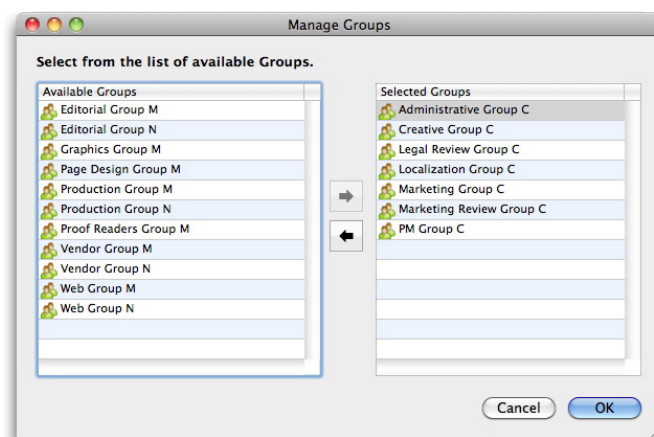 Manage Groups
Select from the list of available Groups.
Available Groups
Editorial Group M
Editorial Group N
Graphics Group M
Page Design Group M
Production Group M
Production Group N
Proof Readers Group M
Vendor Group M
Vendor Group N
Web Group M
Web Group N
Selected Groups
Administrative Group C
Creative Group C
Legal Review Group C
Localization Group C
Marketing Group C
Marketing Review Group C
PM Group C
Cancel
OK